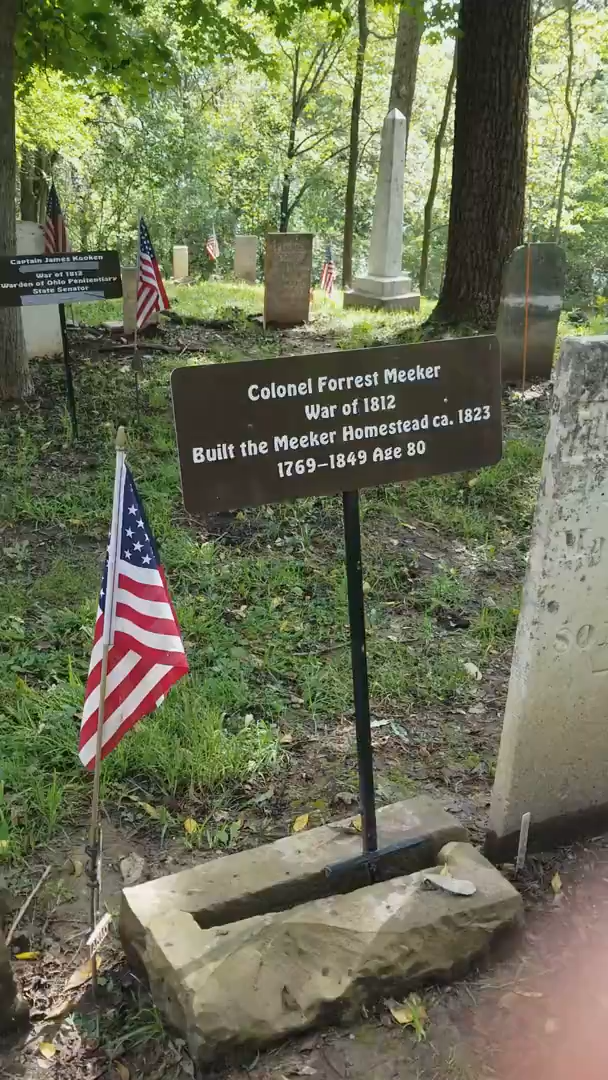 Captain James Kooken
War of 1812
Warden of Ohio Penitentiary
State Senator
Colonel Forrest Meeker
War of 1812
Built the Meeker Homestead ca. 1823
1769–1849 Age 80